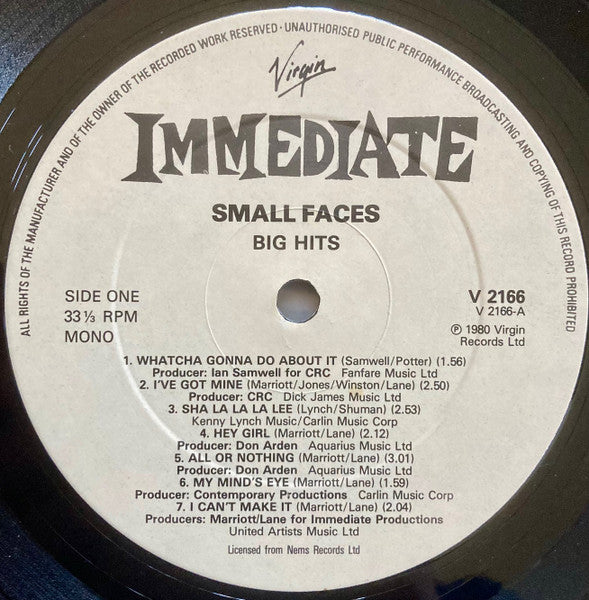 ALL RIGHTS OF THE MANUFACTURER AND OF THE OWNER OF THE RECORDED WORK RESERVED · UNAUTHORISED PUBLIC PERFORMANCE BROADCASTING AND COPYING OF THIS RECORD PROHIBITED
Virgin
IMMEDIATE
SMALL FACES
BIG HITS
SIDE ONE
33 ⅓ RPM
MONO
V 2166
V 2166-A
℗ 1980 Virgin
Records Ltd
1. WHATCHA GONNA DO ABOUT IT (Samwell/Potter) (1.56)
Producer: Ian Samwell for CRC Fanfare Music Ltd
2. I'VE GOT MINE (Marriott/Jones/Winston/Lane) (2.50)
Producer: CRC Dick James Music Ltd
3. SHA LA LA LA LEE (Lynch/Shuman) (2.53)
Kenny Lynch Music/Carlin Music Corp
4. HEY GIRL (Marriott/Lane) (2.12)
Producer: Don Arden Aquarius Music Ltd
5. ALL OR NOTHING (Marriott/Lane) (3.01)
Producer: Don Arden Aquarius Music Ltd
6. MY MIND'S EYE (Marriott/Lane) (1.59)
Producer: Contemporary Productions Carlin Music Corp
7. I CAN'T MAKE IT (Marriott/Lane) (2.04)
Producers: Marriott/Lane for Immediate Productions
United Artists Music Ltd
Licensed from Nems Records Ltd